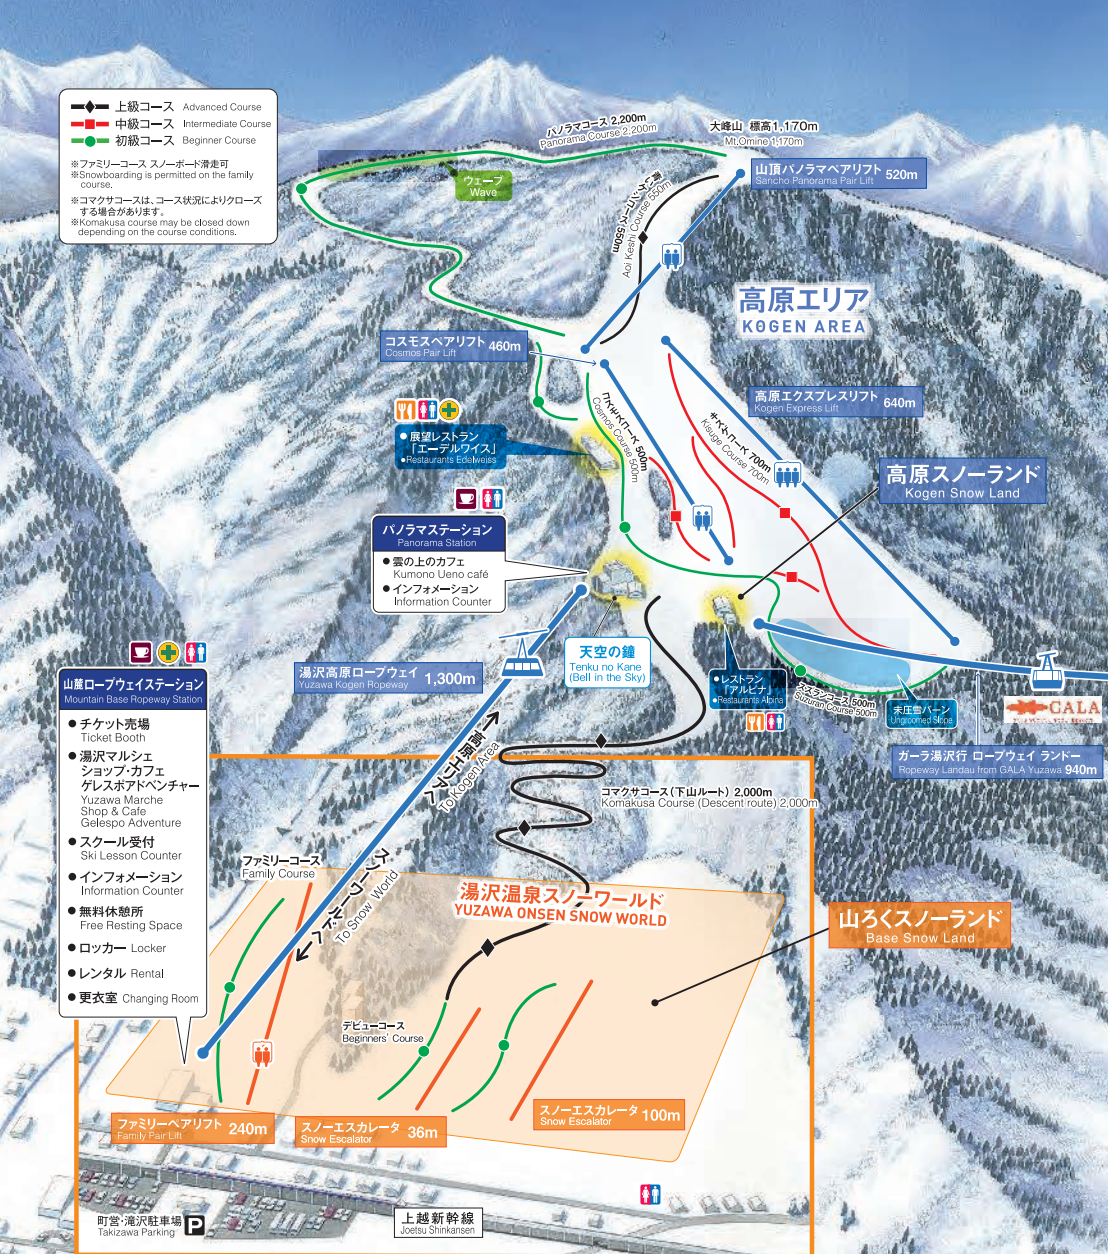 上級コース Advanced Course
中級コース Intermediate Course
初級コース Beginner Course
※ファミリーコース スノーボード滑走可
※Snowboarding is permitted on the family
course.
※コマクサコースは、コース状況によりクローズ
する場合があります。
※Komakusa course may be closed down
depending on the course conditions.
パノラマコース 2,200m
Panorama Course 2,200m
大峰山 標高1,170m
Mt.Omine 1,170m
ウェーブ
Wave
山頂パノラマペアリフト 520m
Sancho Panorama Pair Lift
青いケシコース 550m
Aoi Keshi Course 550m
高原エリア
KOGEN AREA
コスモスペアリフト 460m
Cosmos Pair Lift
高原エクスプレスリフト 640m
Kogen Express Lift
コスモスコース 500m
Cosmos Course 500m
キスゲコース 700m
Kisuge Course 700m
●展望レストラン
「エーデルワイス」
●Restaurants Edelweiss
高原スノーランド
Kogen Snow Land
パノラマステーション
Panorama Station
●雲の上のカフェ
Kumono Ueno café
●インフォメーション
Information Counter
天空の鐘
Tenku no Kane
(Bell in the Sky)
湯沢高原ロープウェイ 1,300m
Yuzawa Kogen Ropeway
●レストラン
「アルピナ」
●Restaurants Alpina
スズランコース 500m
Suzuran Course 500m
未圧雪バーン
Ungroomed Slope
GALA
ガーラ湯沢行 ロープウェイ ランドー
Ropeway Landau from GALA Yuzawa 940m
山麓ロープウェイステーション
Mountain Base Ropeway Station
●チケット売場
Ticket Booth
●湯沢マルシェ
ショップ・カフェ
ゲレスポアドベンチャー
Yuzawa Marche
Shop & Cafe
Gelespo Adventure
●スクール受付
Ski Lesson Counter
●インフォメーション
Information Counter
●無料休憩所
Free Resting Space
●ロッカー Locker
●レンタル Rental
●更衣室 Changing Room
高原エリアへ
To Kogen Area
コマクサコース(下山ルート) 2,000m
Komakusa Course (Descent route) 2,000m
ファミリーコース
Family Course
スノーワールドへ
To Snow World
湯沢温泉スノーワールド
YUZAWA ONSEN SNOW WORLD
山ろくスノーランド
Base Snow Land
デビューコース
Beginners' Course
ファミリーペアリフト 240m
Family Pair Lift
スノーエスカレータ 36m
Snow Escalator
スノーエスカレータ 100m
Snow Escalator
町営・滝沢駐車場 P
Takizawa Parking
上越新幹線
Joetsu Shinkansen